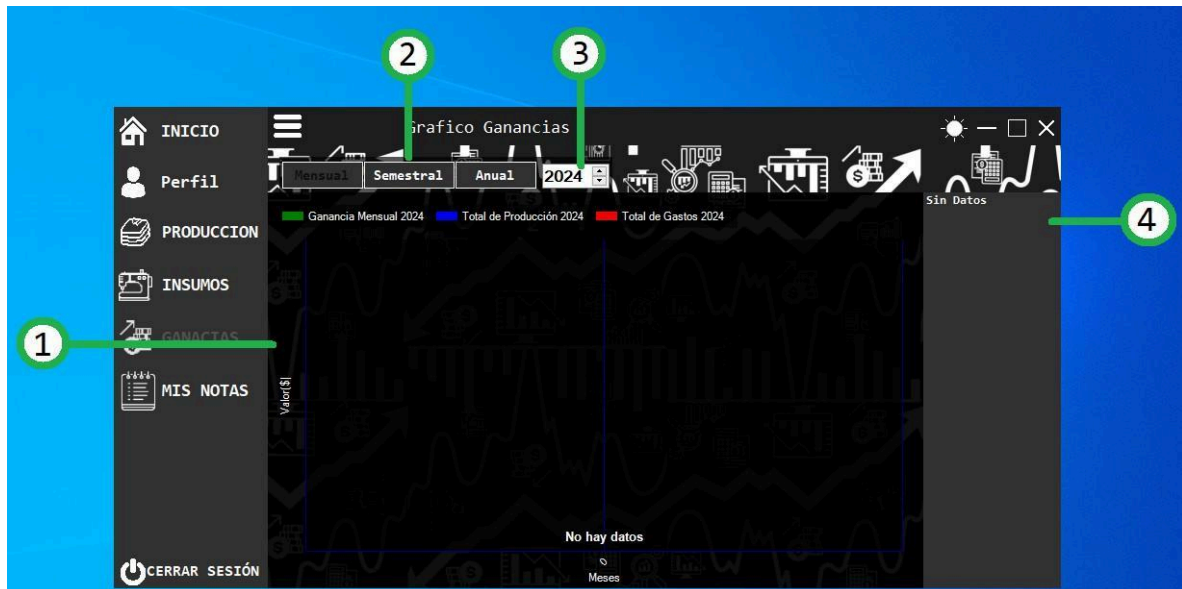 2
3
INICIO
Grafico Ganancias
Perfil
Mensual
Semestral
Anual
2024
Sin Datos
4
Ganancia Mensual 2024
Total de Producción 2024
Total de Gastos 2024
PRODUCCION
INSUMOS
1
GANACIAS
MIS NOTAS
Valor($)
No hay datos
0
Meses
CERRAR SESIÓN